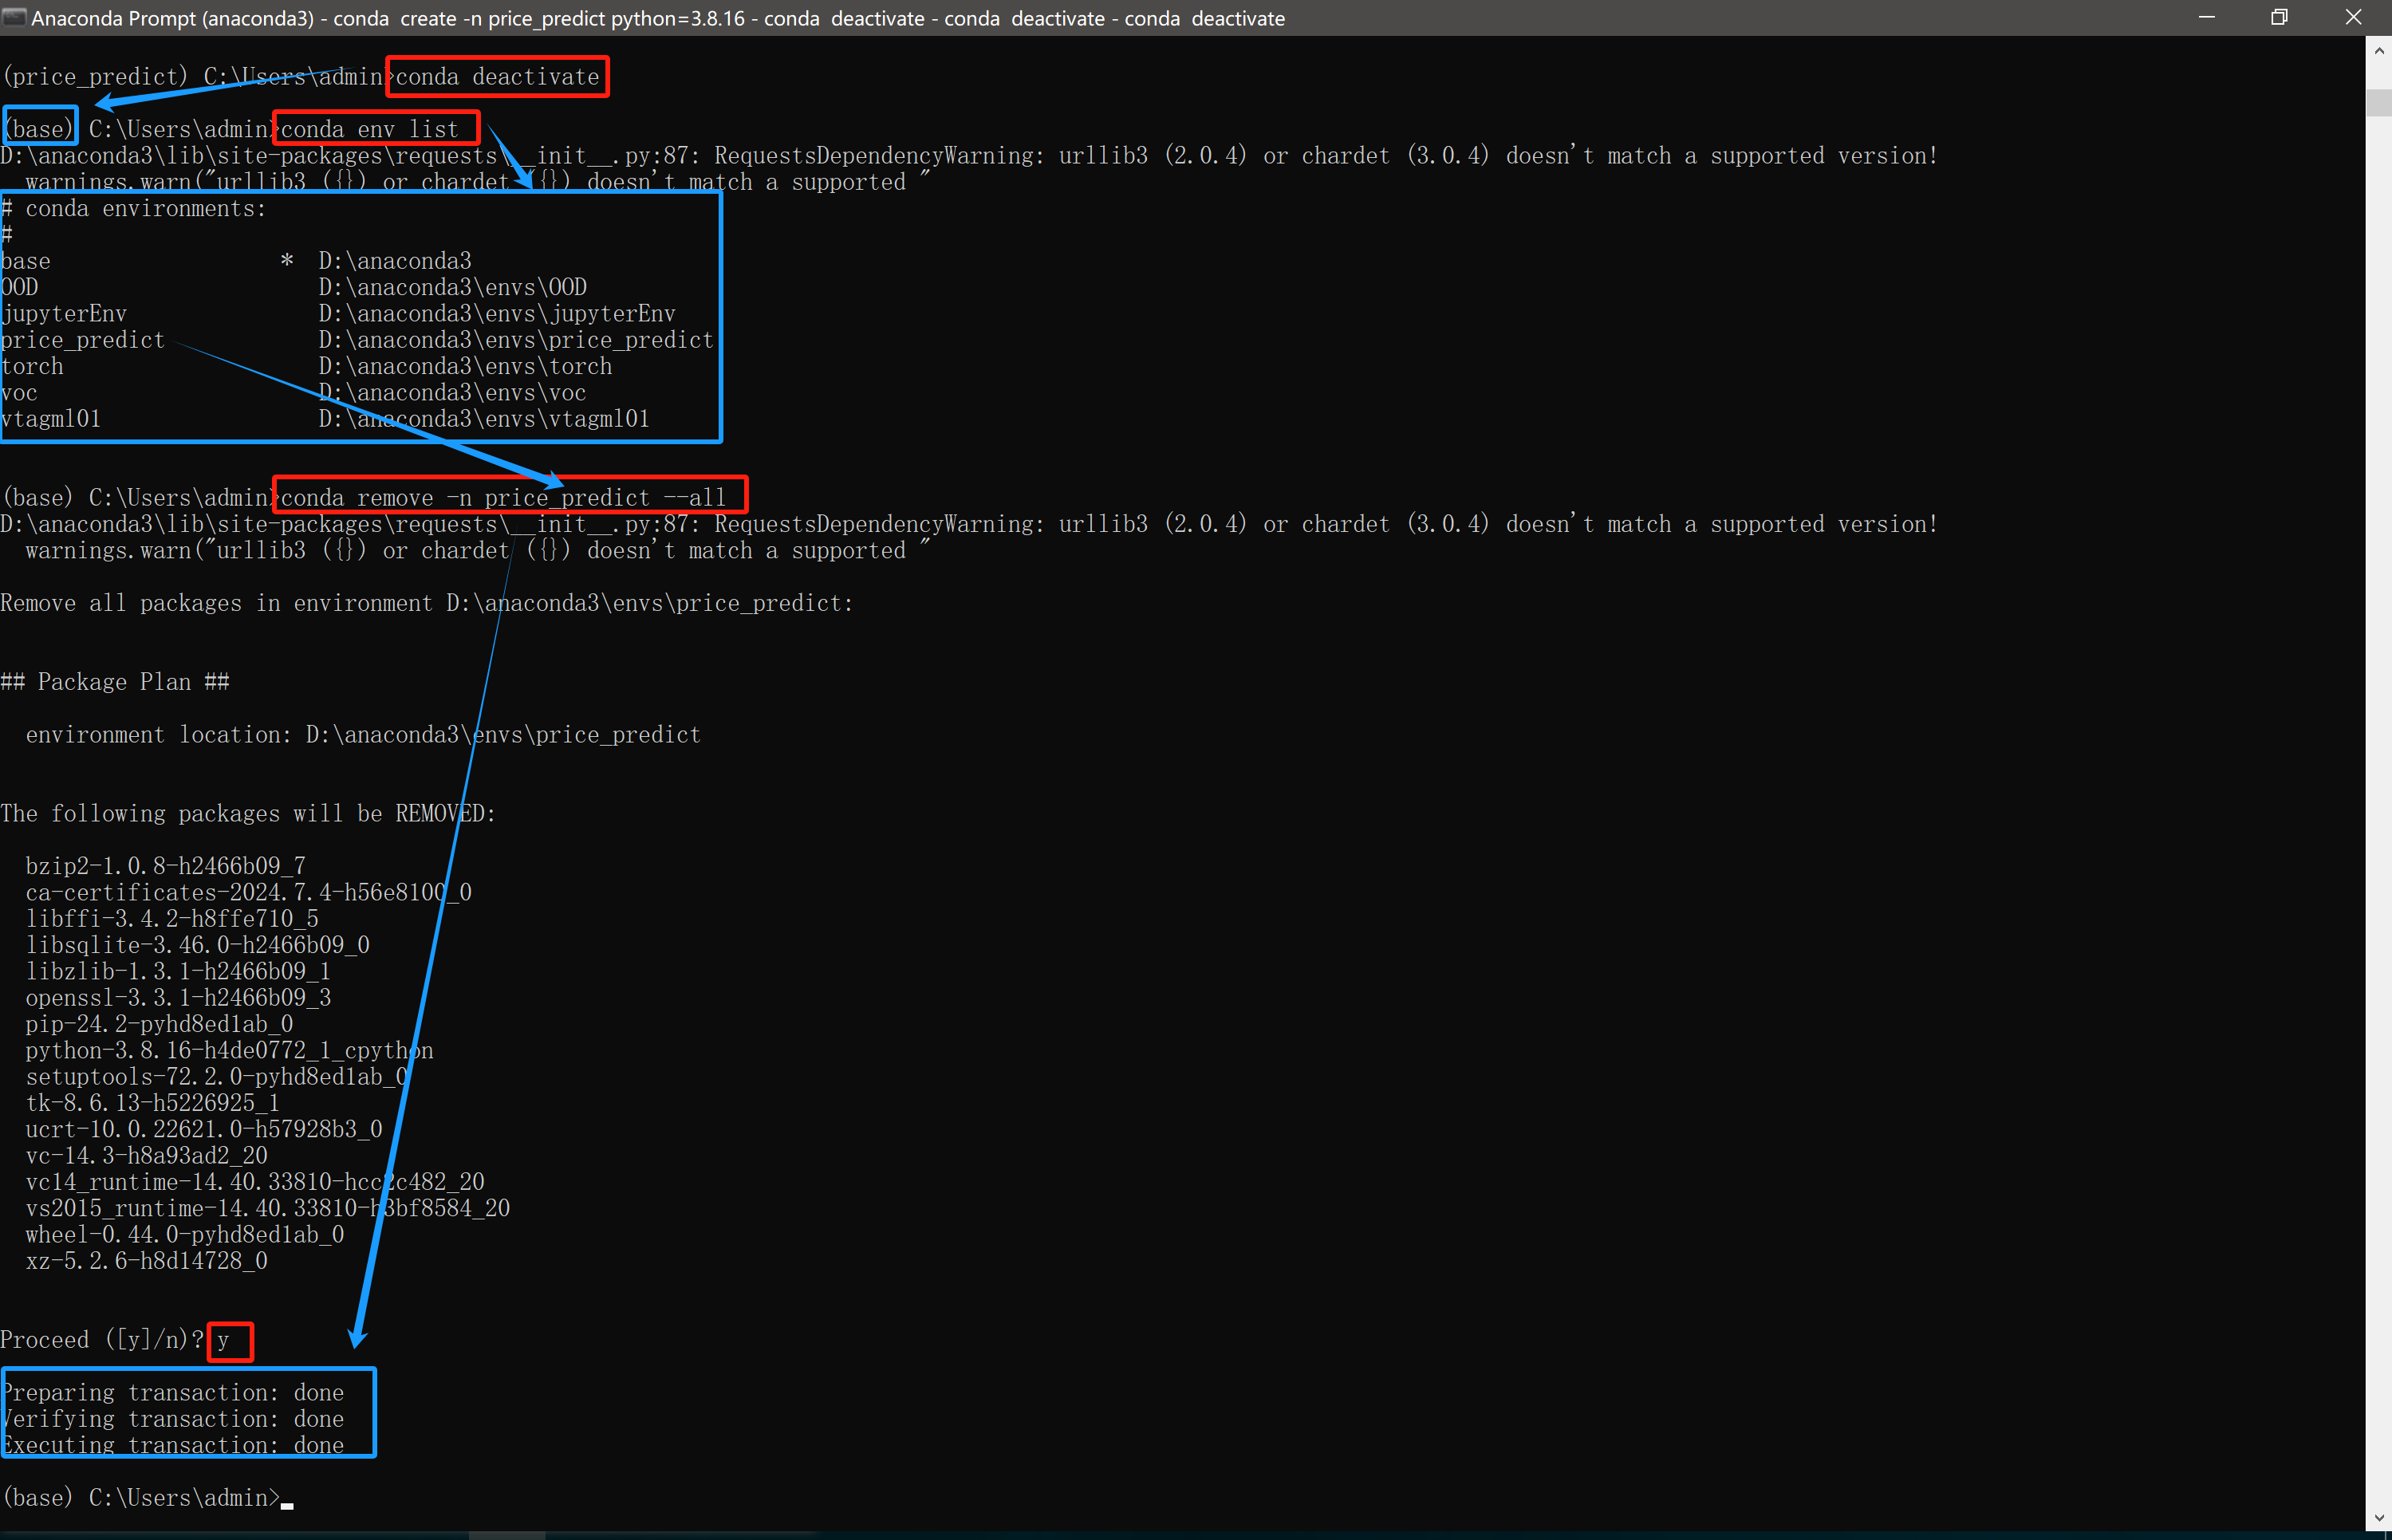 Anaconda Prompt (anaconda3) - conda  create -n price_predict python=3.8.16 - conda  deactivate - conda  deactivate - conda  deactivate
(price_predict) C:\Users\admin>conda deactivate
(base) C:\Users\admin>conda env list
D:\anaconda3\lib\site-packages\requests\__init__.py:87: RequestsDependencyWarning: urllib3 (2.0.4) or chardet (3.0.4) doesn't match a supported version!
  warnings.warn("urllib3 ({}) or chardet ({}) doesn't match a supported "
# conda environments:
#
base                  *  D:\anaconda3
OOD                      D:\anaconda3\envs\OOD
jupyterEnv               D:\anaconda3\envs\jupyterEnv
price_predict            D:\anaconda3\envs\price_predict
torch                    D:\anaconda3\envs\torch
voc                      D:\anaconda3\envs\voc
vtagml01                 D:\anaconda3\envs\vtagml01
(base) C:\Users\admin>conda remove -n price_predict --all
D:\anaconda3\lib\site-packages\requests\__init__.py:87: RequestsDependencyWarning: urllib3 (2.0.4) or chardet (3.0.4) doesn't match a supported version!
  warnings.warn("urllib3 ({}) or chardet ({}) doesn't match a supported "
Remove all packages in environment D:\anaconda3\envs\price_predict:
## Package Plan ##
  environment location: D:\anaconda3\envs\price_predict
The following packages will be REMOVED:
  bzip2-1.0.8-h2466b09_7
  ca-certificates-2024.7.4-h56e8100_0
  libffi-3.4.2-h8ffe710_5
  libsqlite-3.46.0-h2466b09_0
  libzlib-1.3.1-h2466b09_1
  openssl-3.3.1-h2466b09_3
  pip-24.2-pyhd8ed1ab_0
  python-3.8.16-h4de0772_1_cpython
  setuptools-72.2.0-pyhd8ed1ab_0
  tk-8.6.13-h5226925_1
  ucrt-10.0.22621.0-h57928b3_0
  vc-14.3-h8a93ad2_20
  vc14_runtime-14.40.33810-hcc2c482_20
  vs2015_runtime-14.40.33810-h3bf8584_20
  wheel-0.44.0-pyhd8ed1ab_0
  xz-5.2.6-h8d14728_0
Proceed ([y]/n)? y
Preparing transaction: done
Verifying transaction: done
Executing transaction: done
(base) C:\Users\admin>